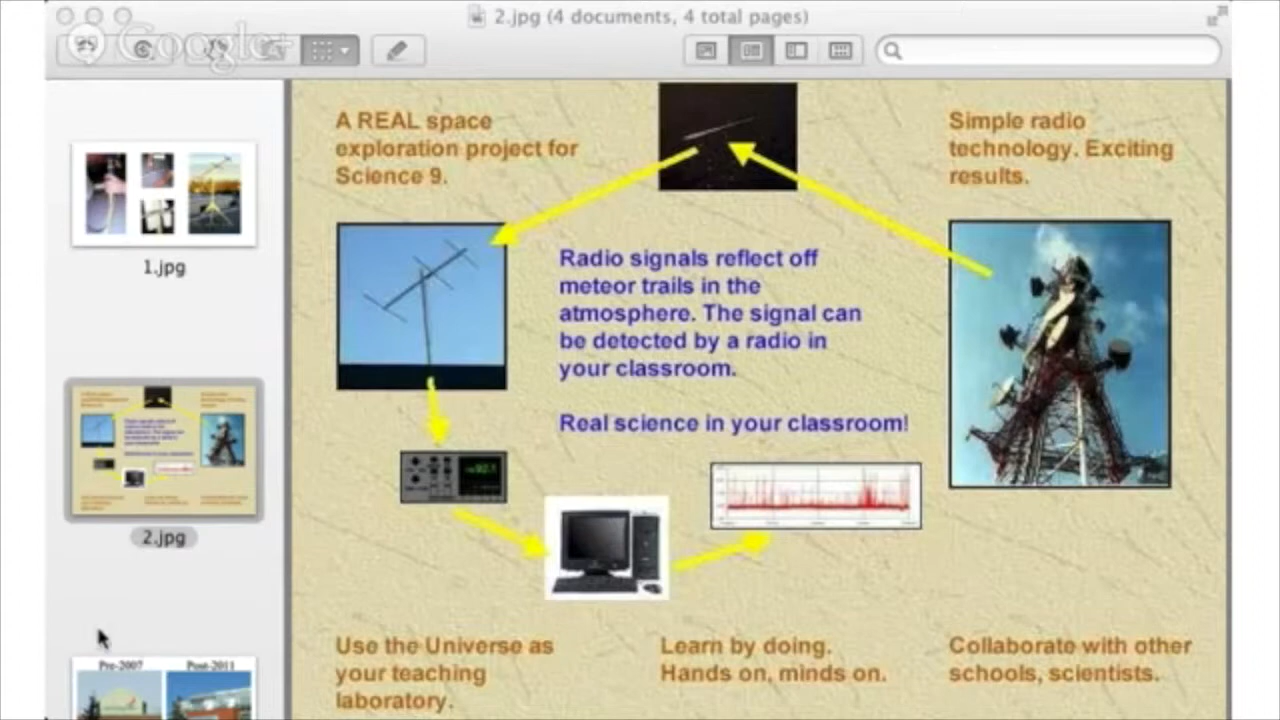 2.jpg (4 documents, 4 total pages)
Google+
A REAL space
exploration project for
Science 9.
Simple radio
technology. Exciting
results.
Radio signals reflect off
meteor trails in the
atmosphere. The signal can
be detected by a radio in
your classroom.
Real science in your classroom!
Use the Universe as
your teaching
laboratory.
Learn by doing.
Hands on, minds on.
Collaborate with other
schools, scientists.
1.jpg
2.jpg
Pre-2007
Post-2011